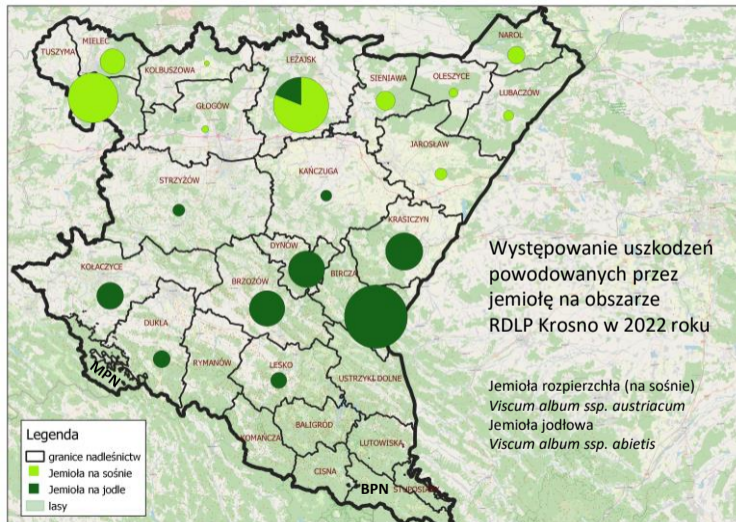 NAROL
MIELEC
TUSZYMA
KOLBUSZOWA
LEŻAJSK
SIENIAWA
OLESZYCE
LUBACZÓW
GŁOGÓW
JAROSŁAW
STRZYŻÓW
KAŃCZUGA
KRASICZYN
DYNÓW
BIRCZA
KOŁACZYCE
BRZOZÓW
DUKLA
RYMANÓW
LESKO
USTRZYKI DOLNE
MPN
BALIGRÓD
KOMAŃCZA
LUTOWISKA
CISNA
BPN
STUPOSIANY
Występowanie uszkodzeń
powodowanych przez
jemiołę na obszarze
RDLP Krosno w 2022 roku
Jemioła rozpierzchła (na sośnie)
Viscum album ssp. austriacum
Jemioła jodłowa
Viscum album ssp. abietis
Legenda
granice nadleśnictw
Jemioła na sośnie
Jemioła na jodle
lasy